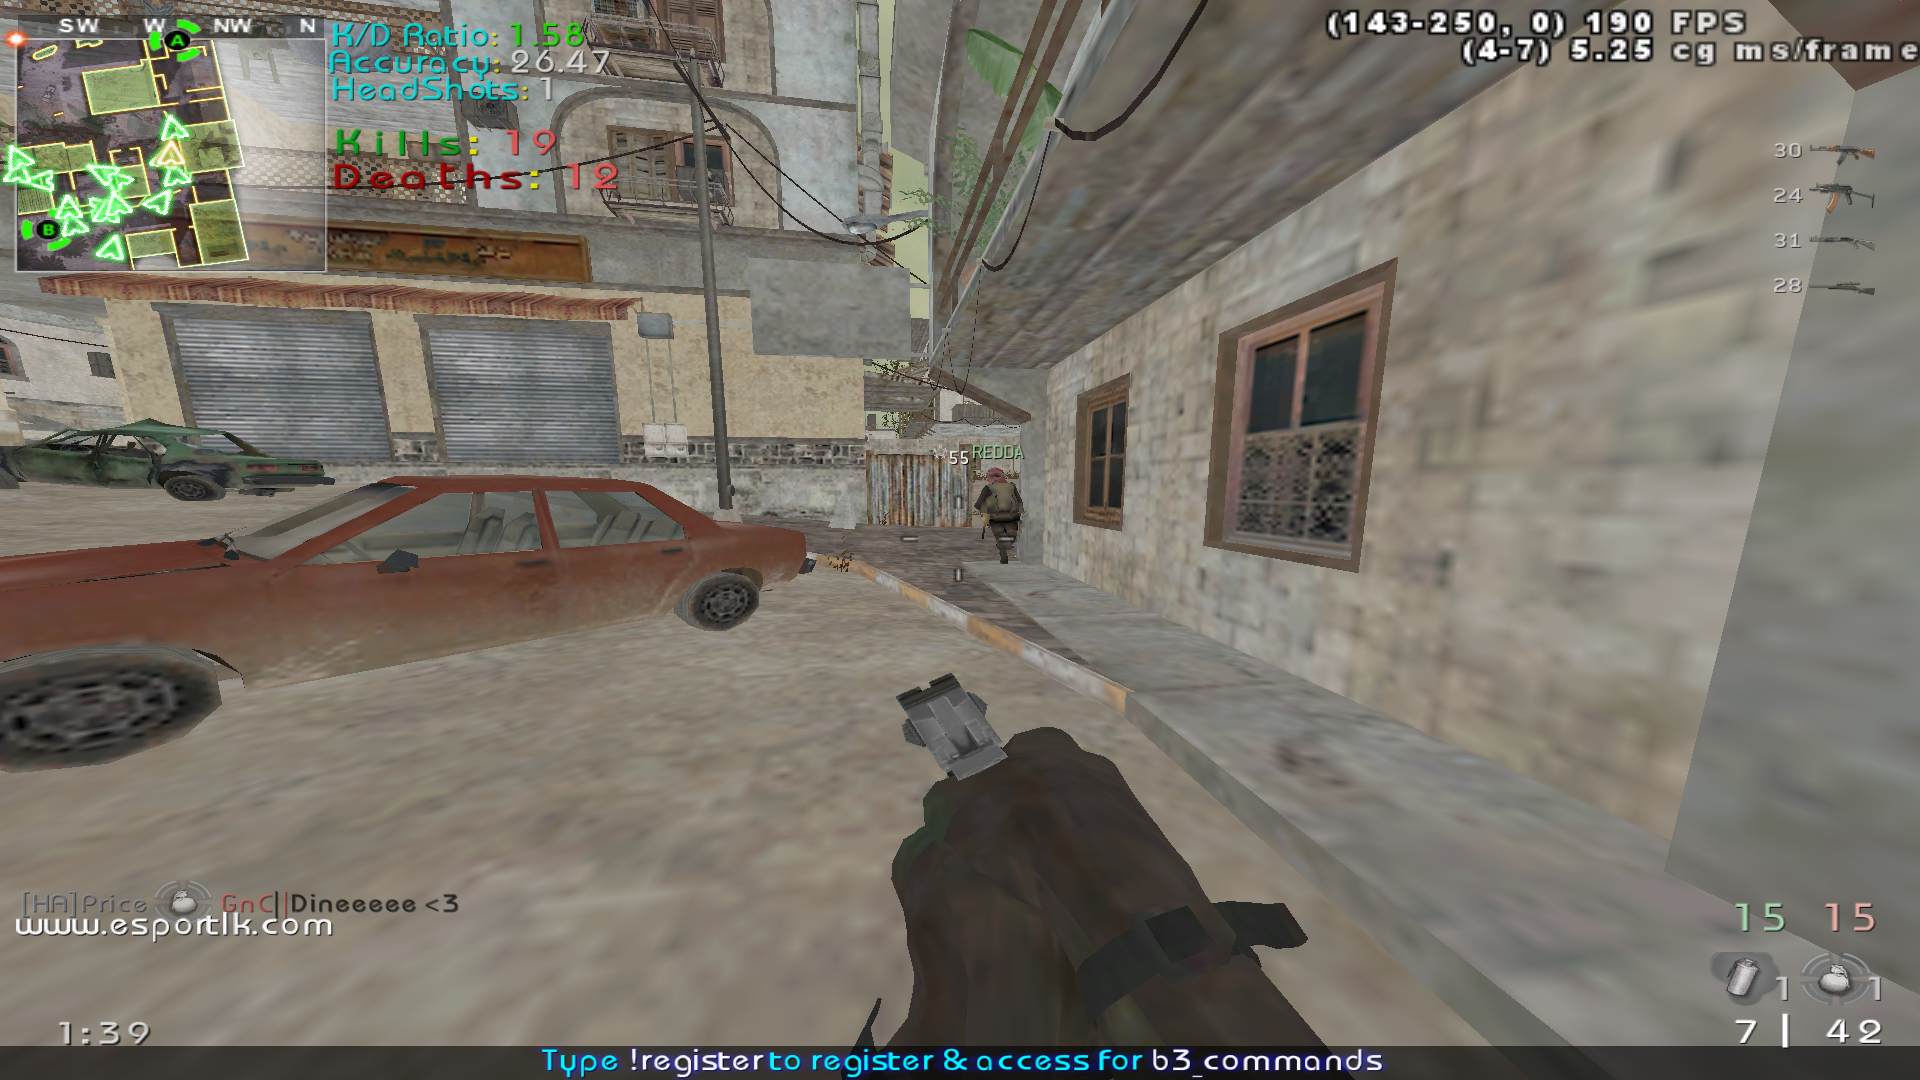 SW W NW N
A
B
K/D Ratio: 1.58
Accuracy: 26.47
HeadShots: 1
Kills: 19
Deaths: 12
(143-250, 0) 190 FPS
(4-7) 5.25 cg ms/frame
30
24
31
28
55 REDDA
[HA]Price GnC||Dineeeee <3
www.esportlk.com
15 15
1 1
7 | 42
1:39
Type !register to register & access for b3_commands